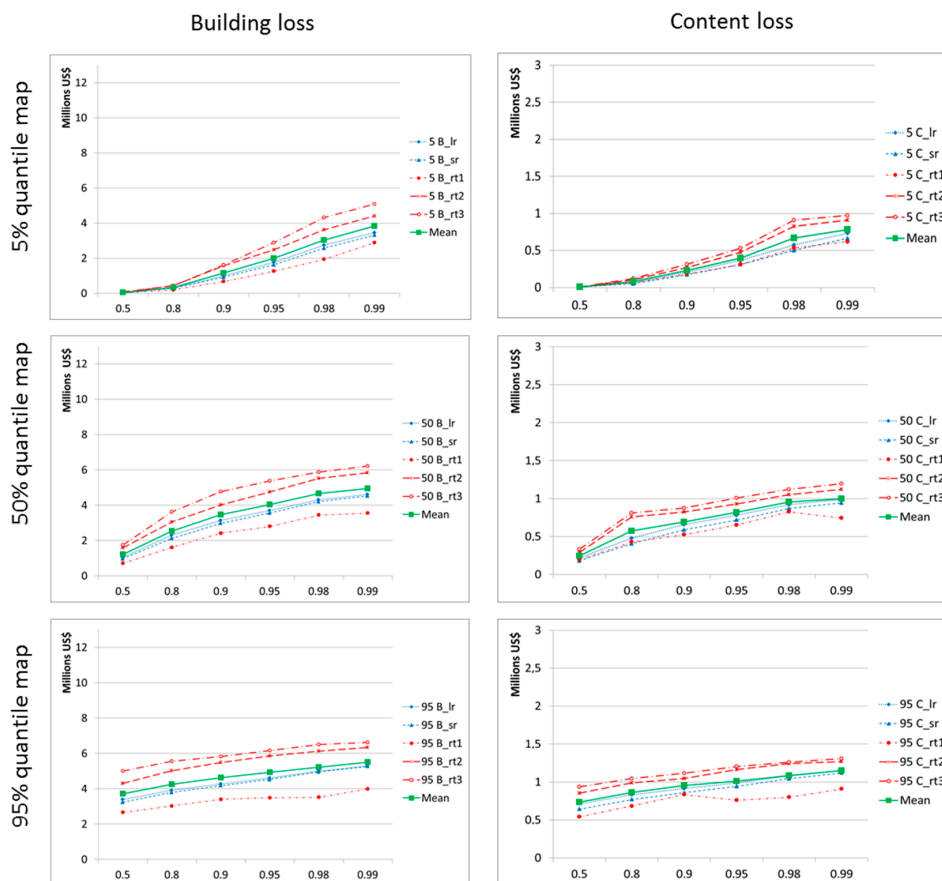 Building loss
Content loss
5% quantile map
Millions US$
12
10
8
6
4
2
0
0.5 0.8 0.9 0.95 0.98 0.99
5 B_lr
5 B_sr
5 B_rt1
5 B_rt2
5 B_rt3
Mean
Millions US$
3
2.5
2
1.5
1
0.5
0
0.5 0.8 0.9 0.95 0.98 0.99
5 C_lr
5 C_sr
5 C_rt1
5 C_rt2
5 C_rt3
Mean
50% quantile map
Millions US$
12
10
8
6
4
2
0
0.5 0.8 0.9 0.95 0.98 0.99
50 B_lr
50 B_sr
50 B_rt1
50 B_rt2
50 B_rt3
Mean
Millions US$
3
2,5
2
1,5
1
0.5
0
0.5 0.8 0.9 0.95 0.98 0.99
50 C_lr
50 C_sr
50 C_rt1
50 C_rt2
50 C_rt3
Mean
95% quantile map
Millions US$
12
10
8
6
4
2
0
0.5 0.8 0.9 0.95 0.98 0.99
95 B_lr
95 B_sr
95 B_rt1
95 B_rt2
95 B_rt3
Mean
Millions US$
3
2,5
2
1.5
1
0.5
0
0.5 0.8 0.9 0.95 0.98 0.99
95 C_lr
95 C_sr
95 C_rt1
95 C_rt2
95 C_rt3
Mean